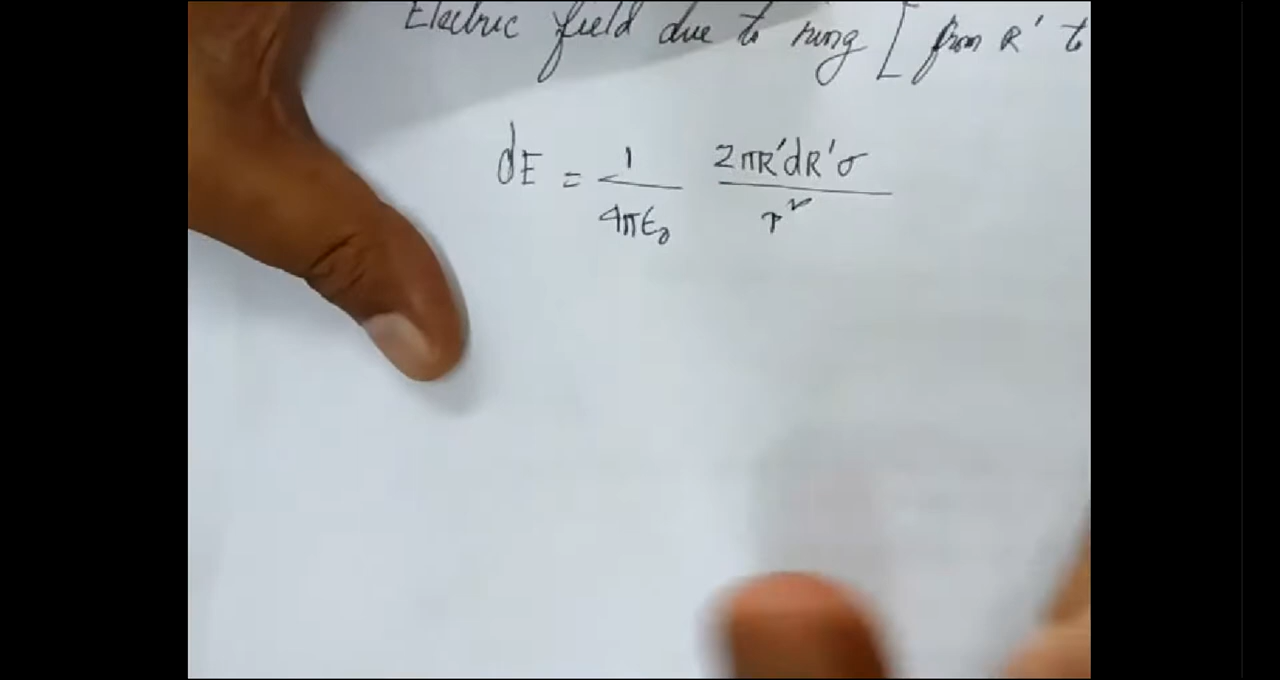 Electric field due to ring [ from R' to
dE = 1/4πε₀ 2πR'dR'σ/r²